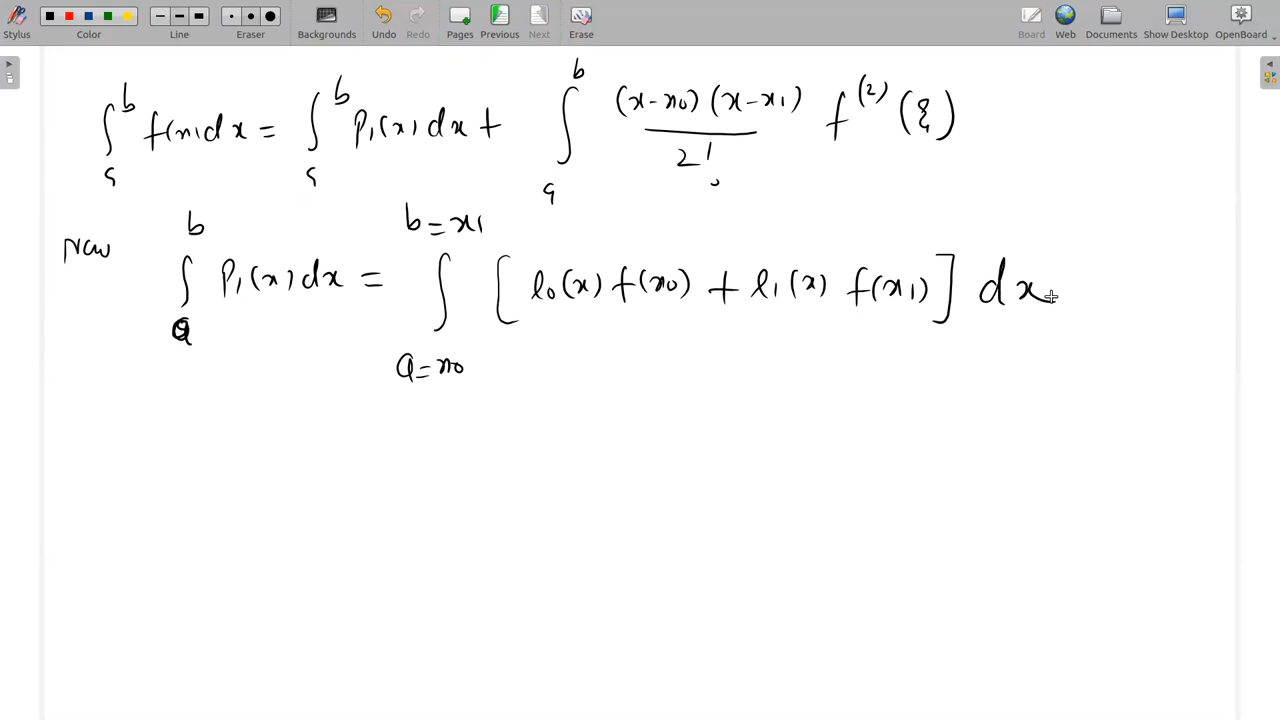 Stylus Color Line Eraser Backgrounds Undo Redo Pages Previous Next Erase Board Web Documents Show Desktop OpenBoard
∫_a^b f(x)dx = ∫_a^b P₁(x)dx + ∫_a^b (x-x₀)(x-x₁)/2! f^(2)(ξ)
Now ∫_a^b P₁(x)dx = ∫_{a=x₀}^{b=x₁} [l₀(x)f(x₀) + l₁(x) f(x₁)] dx